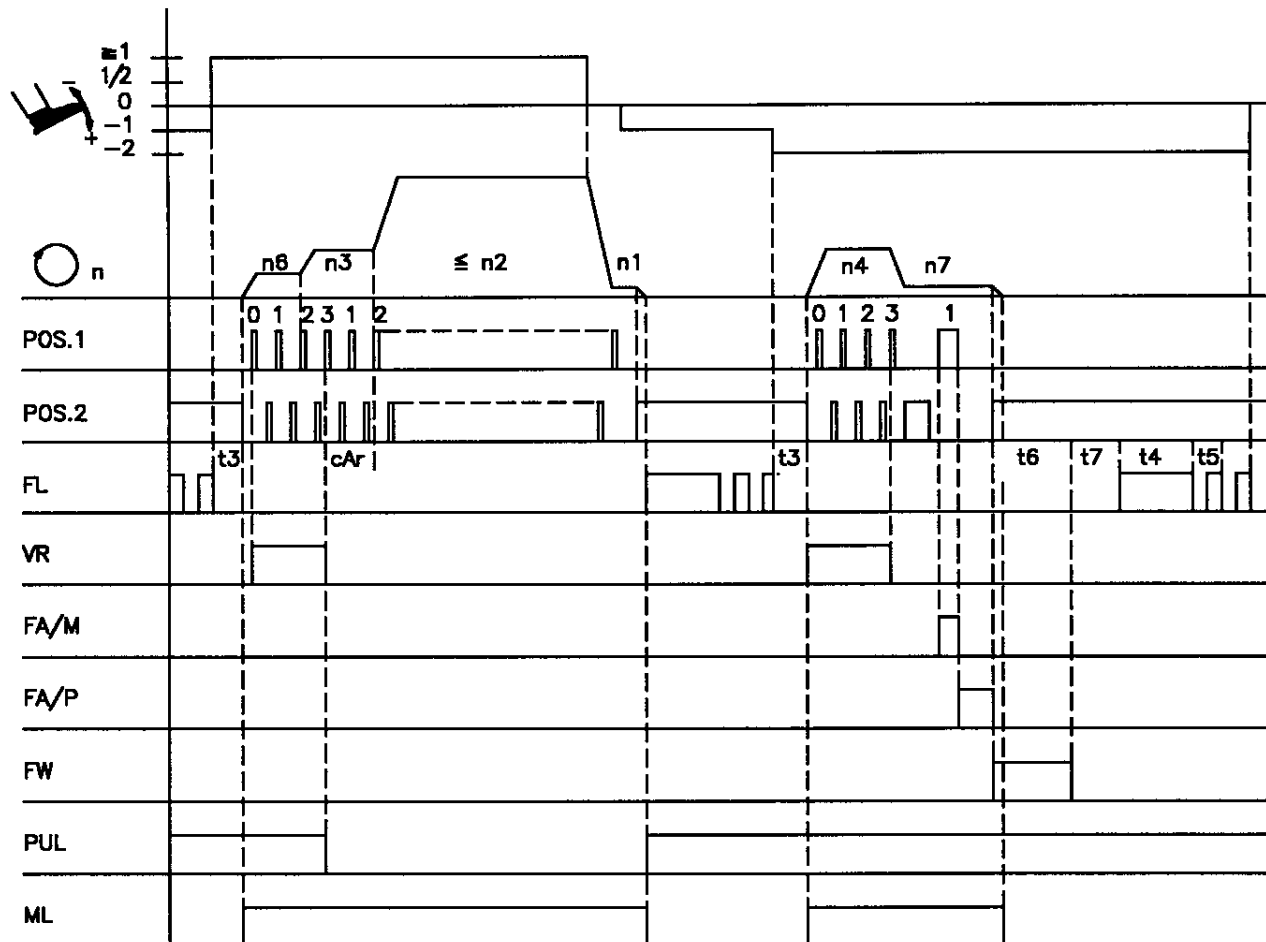 ≧1
1/2
0
-1
-2
−
+
n
n6
n3
≦ n2
n1
n4
n7
POS.1
0 1 2 3 1 2
0 1 2 3
1
POS.2
FL
t3
cAr
t3
t6
t7
t4
t5
VR
FA/M
FA/P
FW
PUL
ML